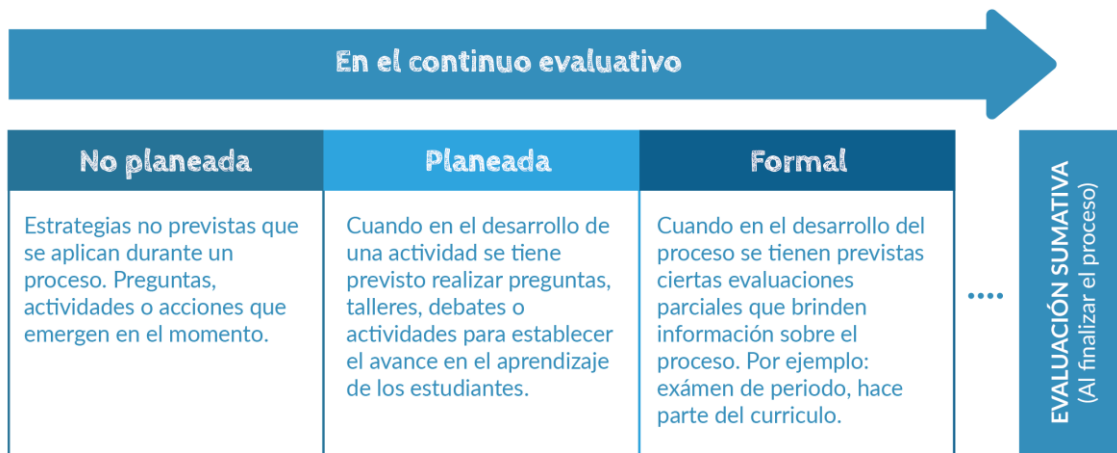 En el continuo evaluativo
No planeada
Estrategias no previstas que
se aplican durante un
proceso. Preguntas,
actividades o acciones que
emergen en el momento.
Planeada
Cuando en el desarrollo de
una actividad se tiene
previsto realizar preguntas,
talleres, debates o
actividades para establecer
el avance en el aprendizaje
de los estudiantes.
Formal
Cuando en el desarrollo del
proceso se tienen previstas
ciertas evaluaciones
parciales que brinden
información sobre el
proceso. Por ejemplo:
exámen de periodo, hace
parte del curriculo.
....
EVALUACIÓN SUMATIVA
(Al finalizar el proceso)